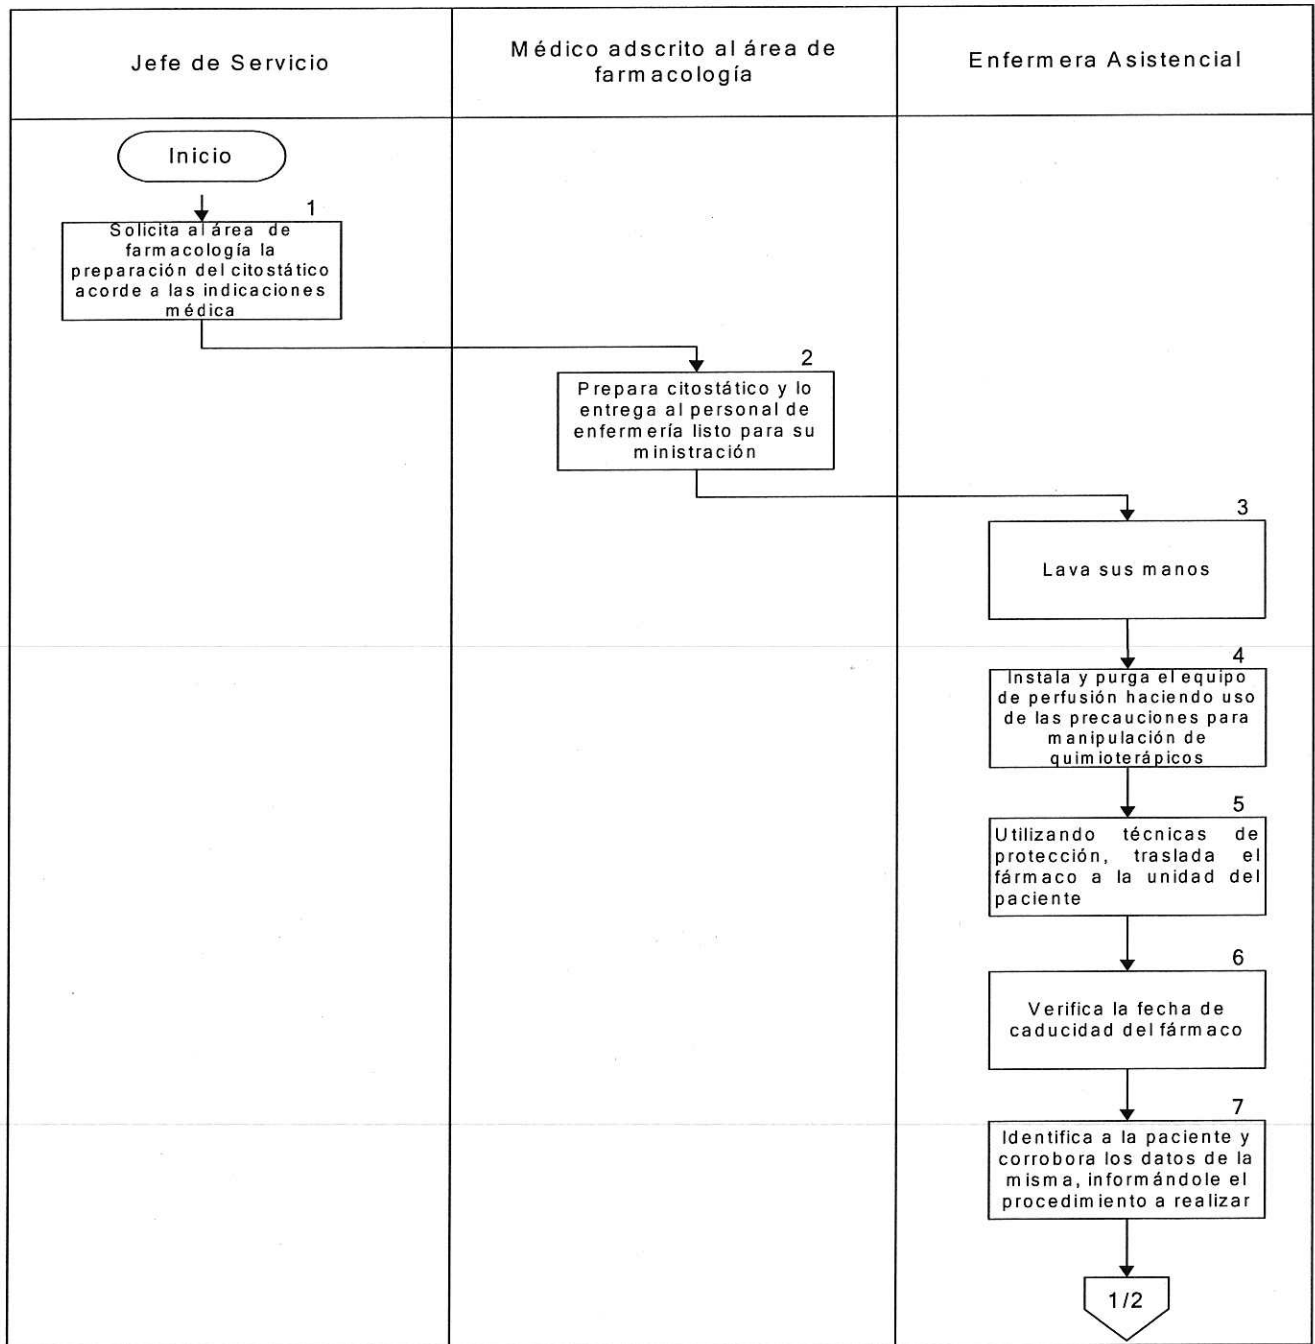 Jefe de Servicio
Médico adscrito al área de
farmacología
Enfermera Asistencial
Inicio
1
Solicita al área de
farmacología la
preparación del citostático
acorde a las indicaciones
médica
2
Prepara citostático y lo
entrega al personal de
enfermería listo para su
ministración
3
Lava sus manos
4
Instala y purga el equipo
de perfusión haciendo uso
de las precauciones para
manipulación de
quimioterápicos
5
Utilizando técnicas de
protección, traslada el
fármaco a la unidad del
paciente
6
Verifica la fecha de
caducidad del fármaco
7
Identifica a la paciente y
corrobora los datos de la
misma, informándole el
procedimiento a realizar
1/2